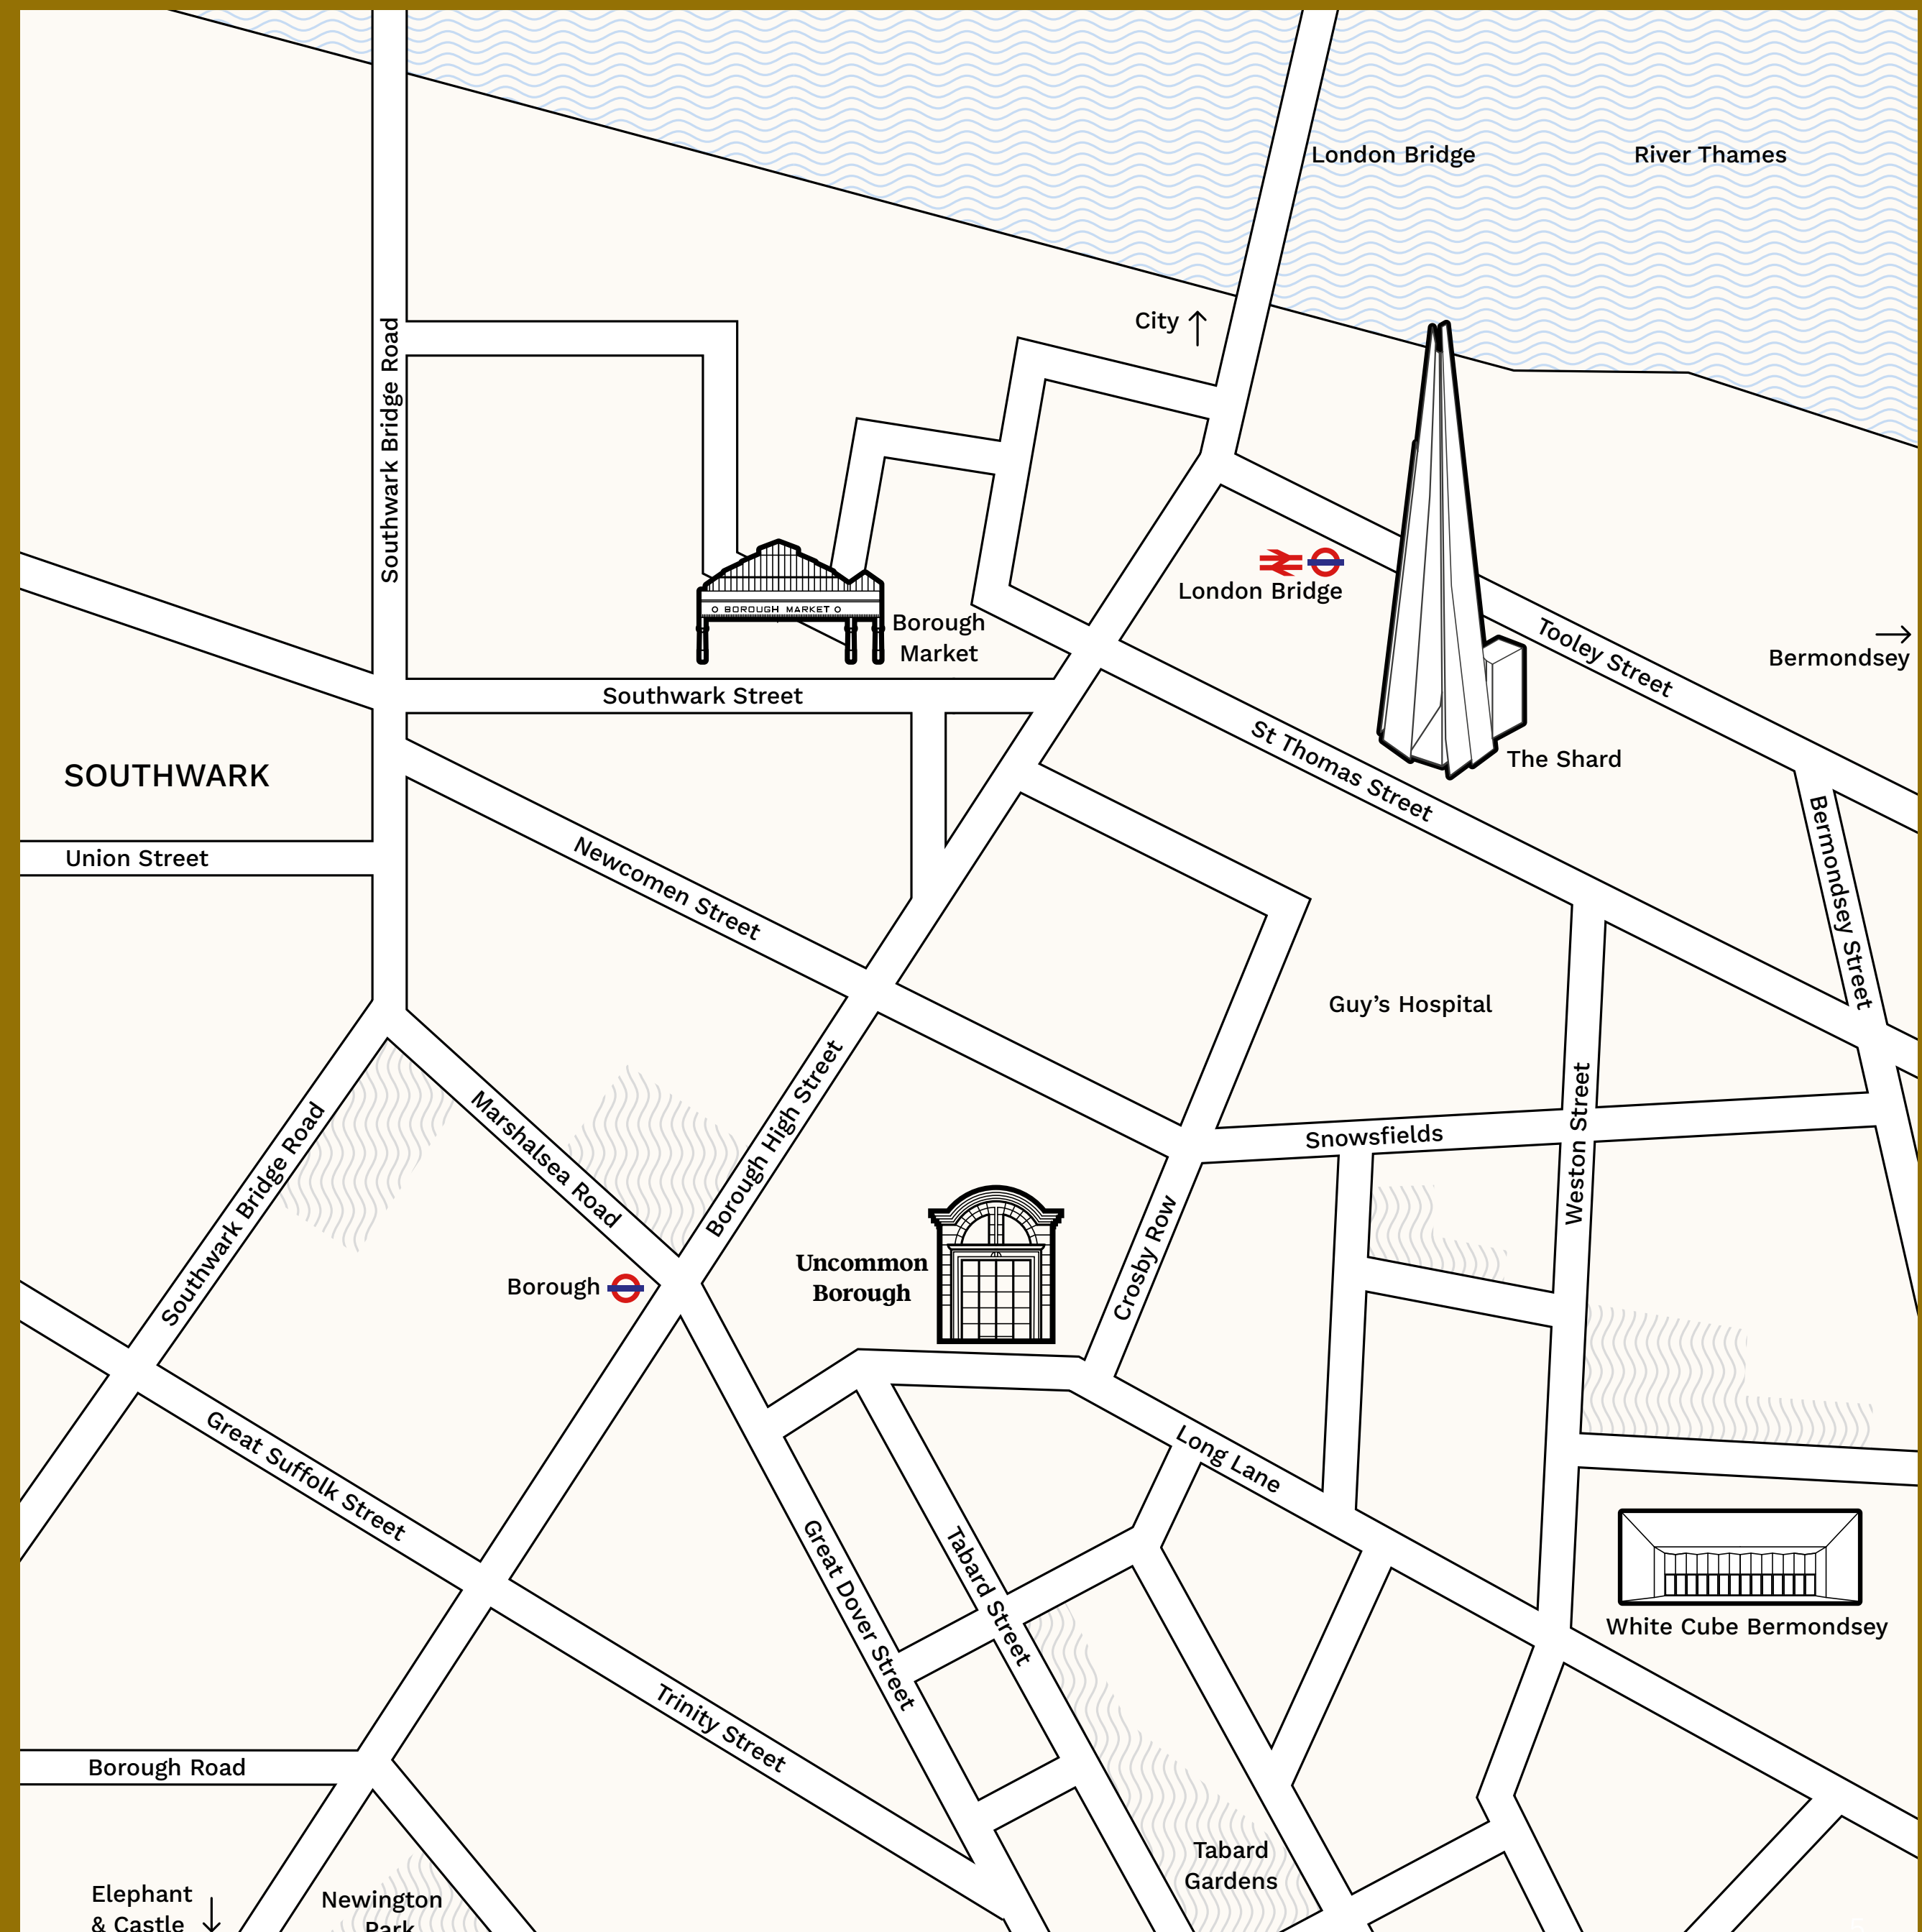 London Bridge
River Thames
City
Southwark Bridge Road
London Bridge
BOROUGH MARKET
Borough
Market
Tooley Street
Bermondsey
Southwark Street
St Thomas Street
The Shard
SOUTHWARK
Union Street
Newcomen Street
Bermondsey Street
Guy’s Hospital
Marshalsea Road
Borough High Street
Snowsfields
Weston Street
Southwark Bridge Road
Crosby Row
Uncommon
Borough
Borough
Great Suffolk Street
Long Lane
Great Dover Street
Tabard Street
White Cube Bermondsey
Trinity Street
Borough Road
Tabard
Gardens
Elephant
& Castle
Newington
Park